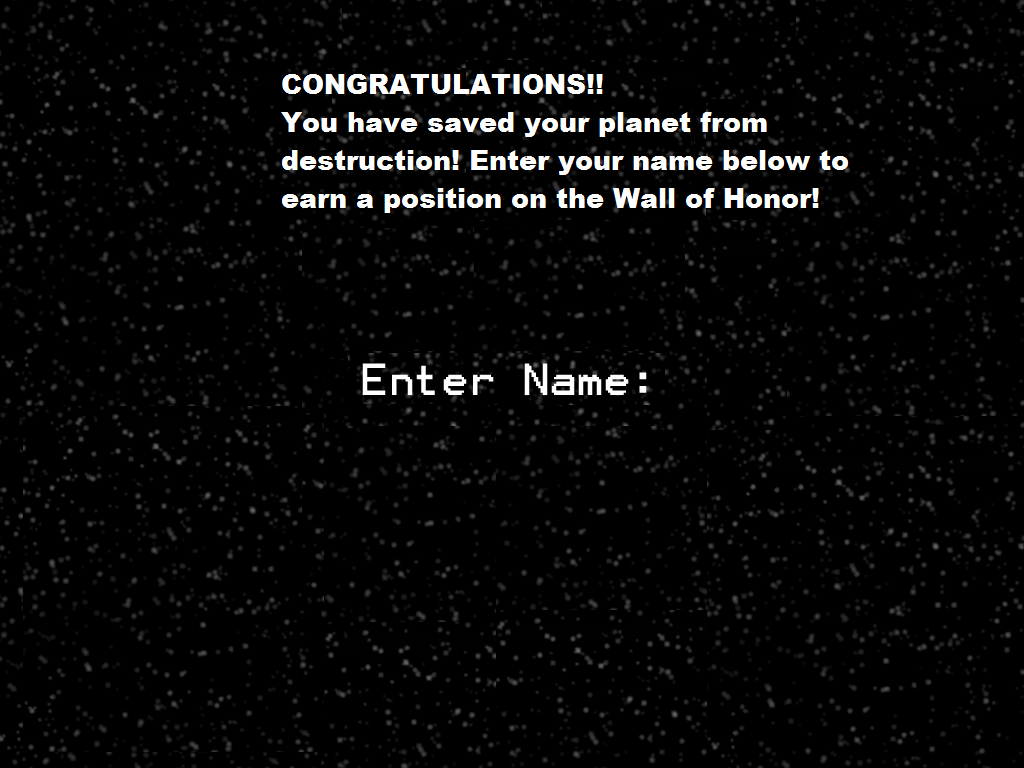 CONGRATULATIONS!!
You have saved your planet from
destruction! Enter your name below to
earn a position on the Wall of Honor!
Enter Name: